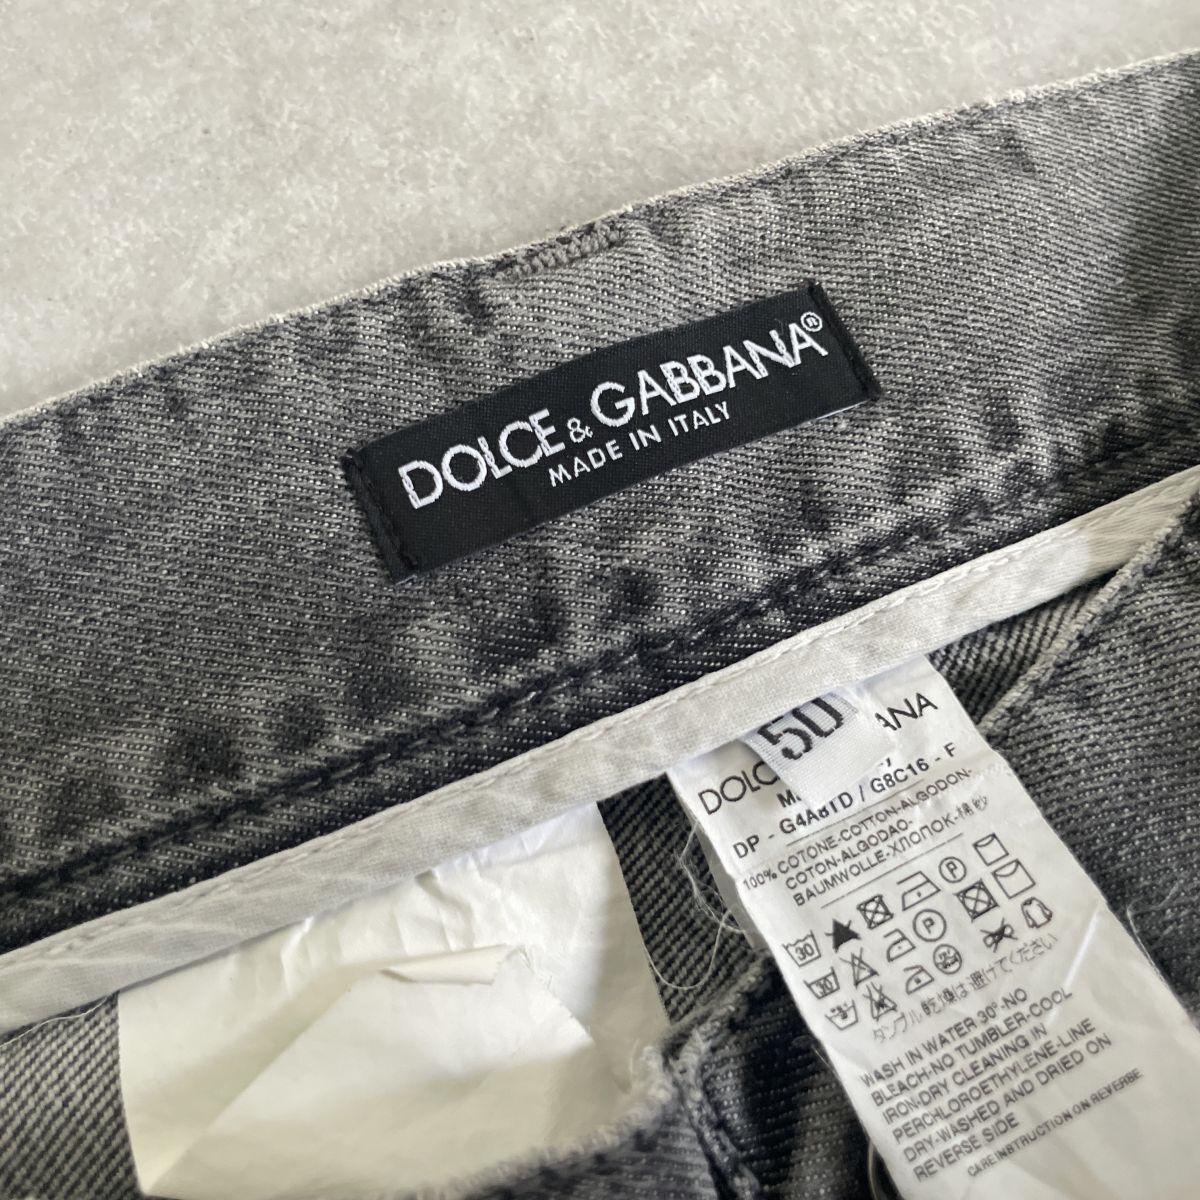 DOLCE & GABBANA®
MADE IN ITALY
50
DOLC ANA
DP - G4A8TD / G8C16 - F
100% COTONE-COTTON-ALGODON-
COTON-ALGODAO-
BAUMWOLLE-ΧΠΟΠΟΚ-棉
30
P
30
P
タンブル乾燥は避けてください
WASH IN WATER 30°-NO
BLEACH-NO TUMBLER-COOL
IRON-DRY CLEANING IN
PERCHLOROETHYLENE-LINE
DRY-WASHED AND DRIED ON
REVERSE SIDE
CARE INSTRUCTION ON REVERSE